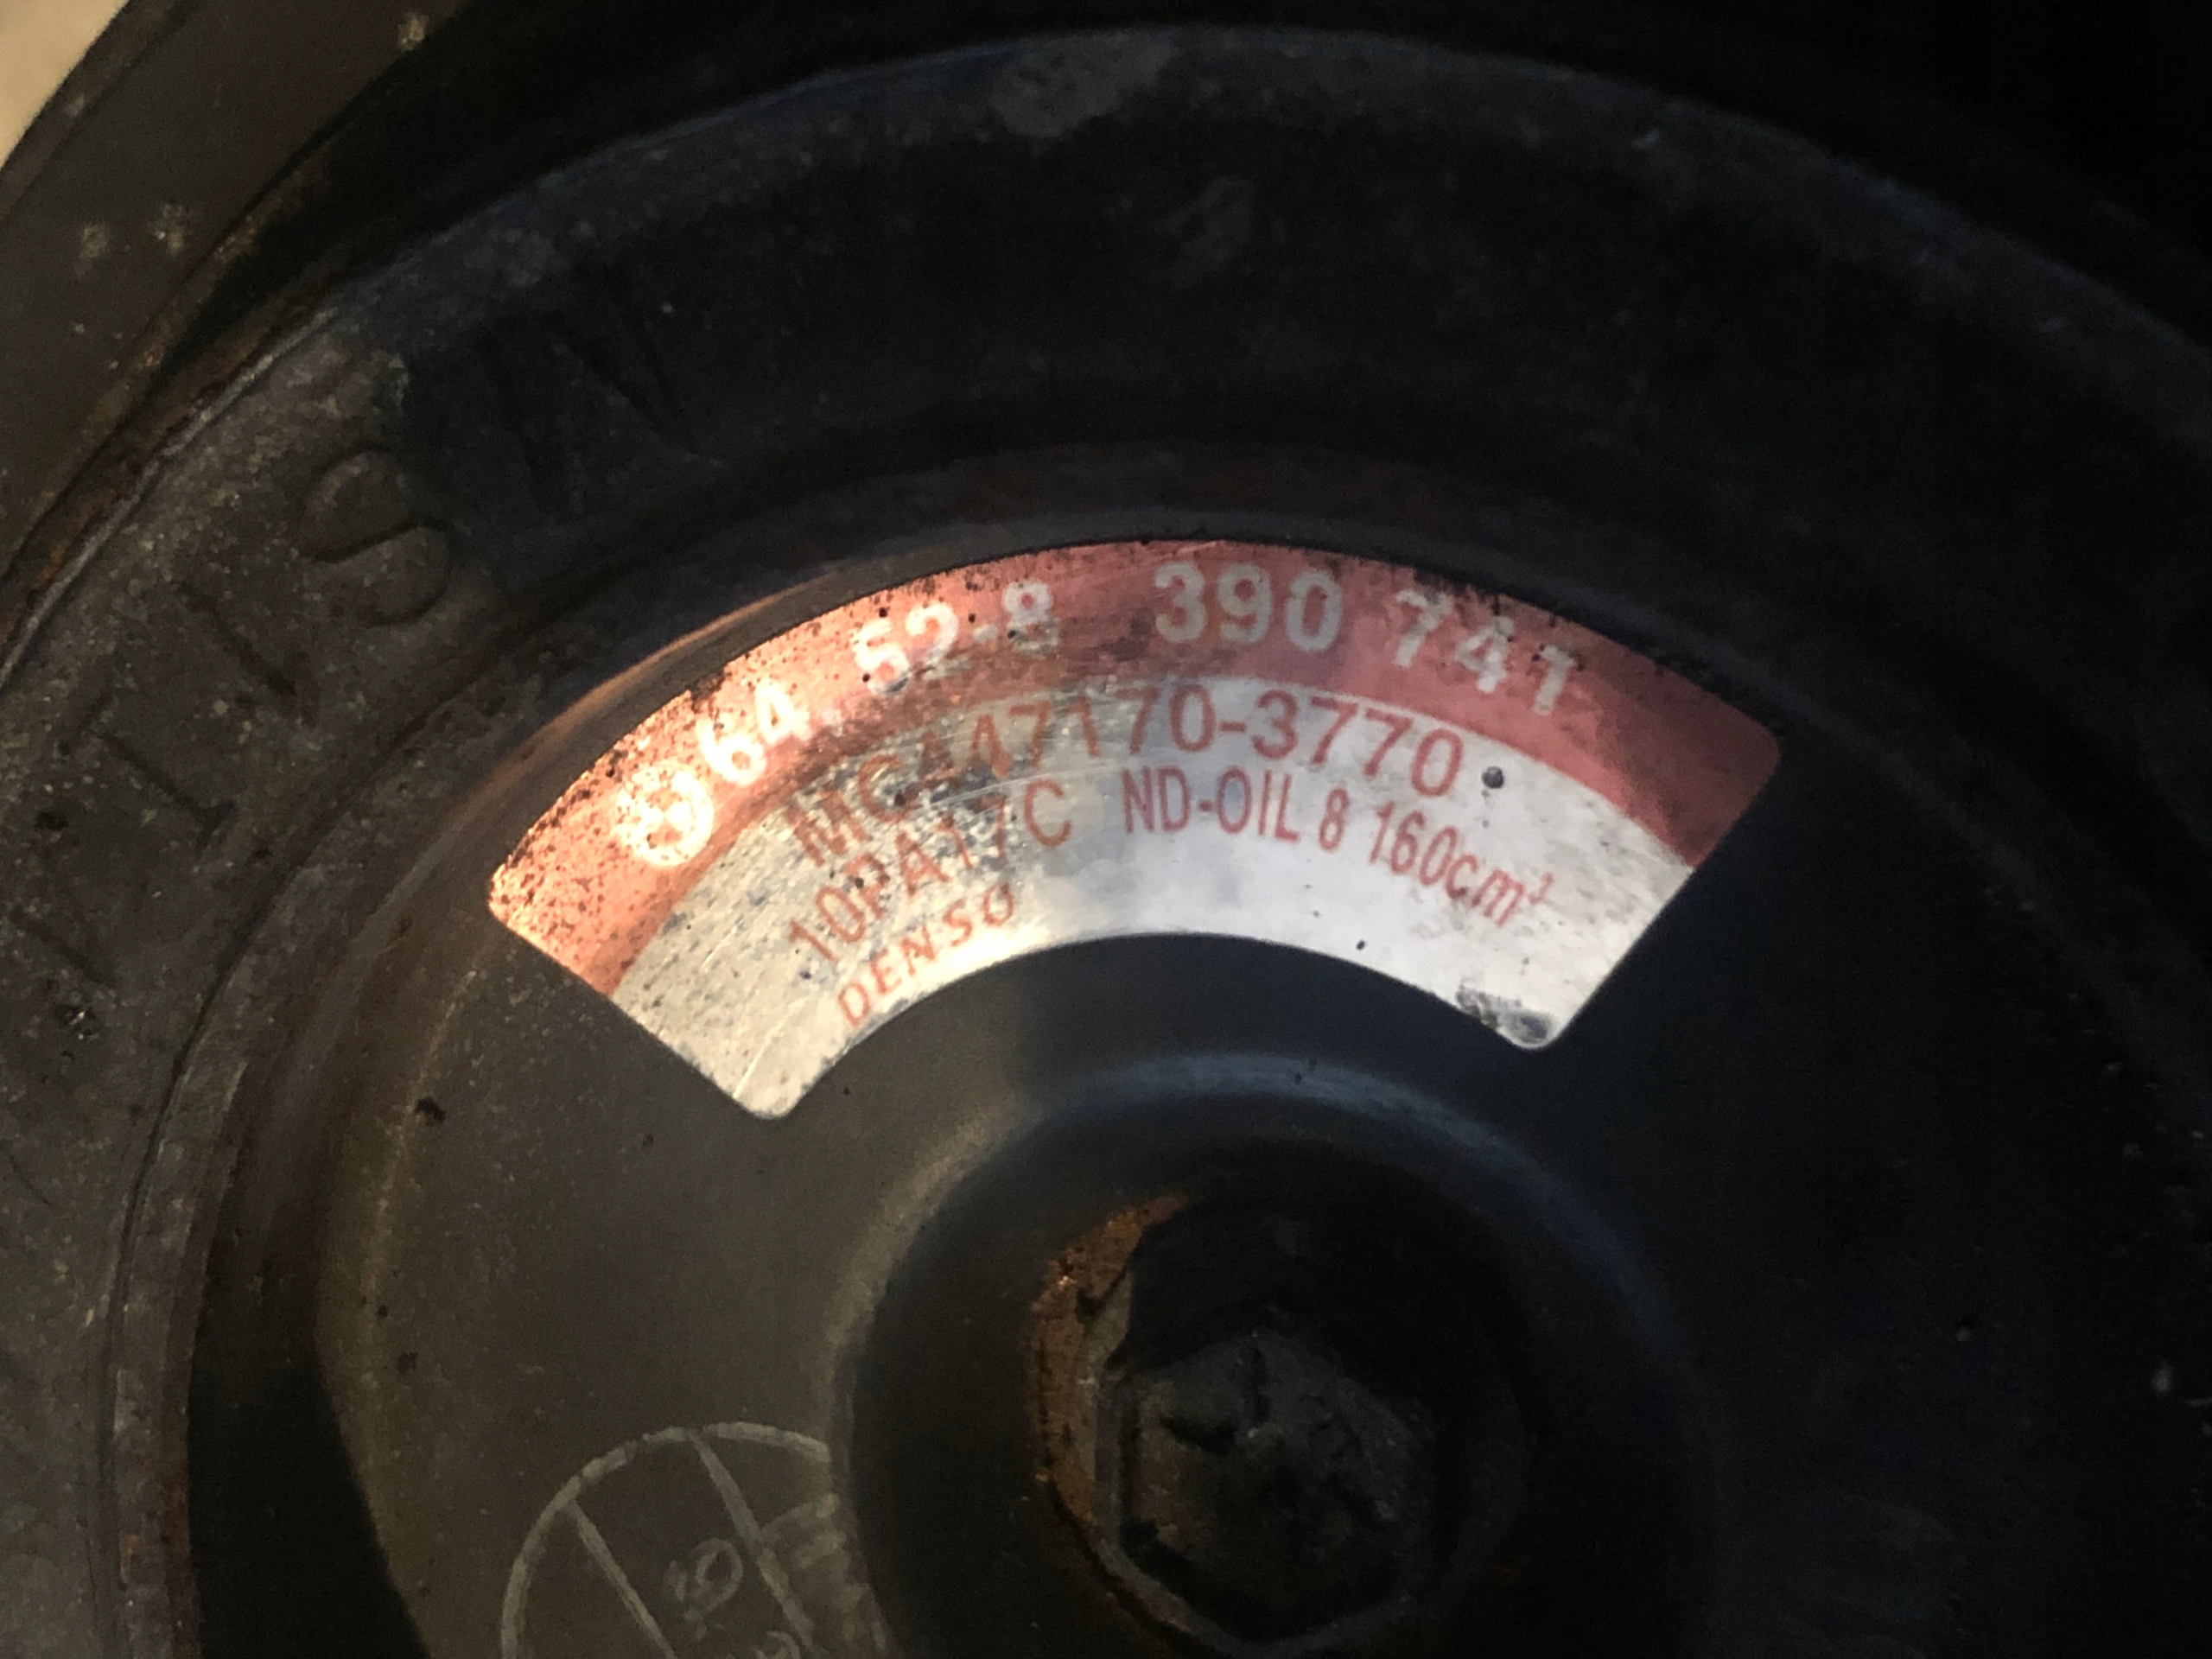 64.52-8 390 741
MC447170-3770
10PA17C ND-OIL 8 160cm³
DENSO